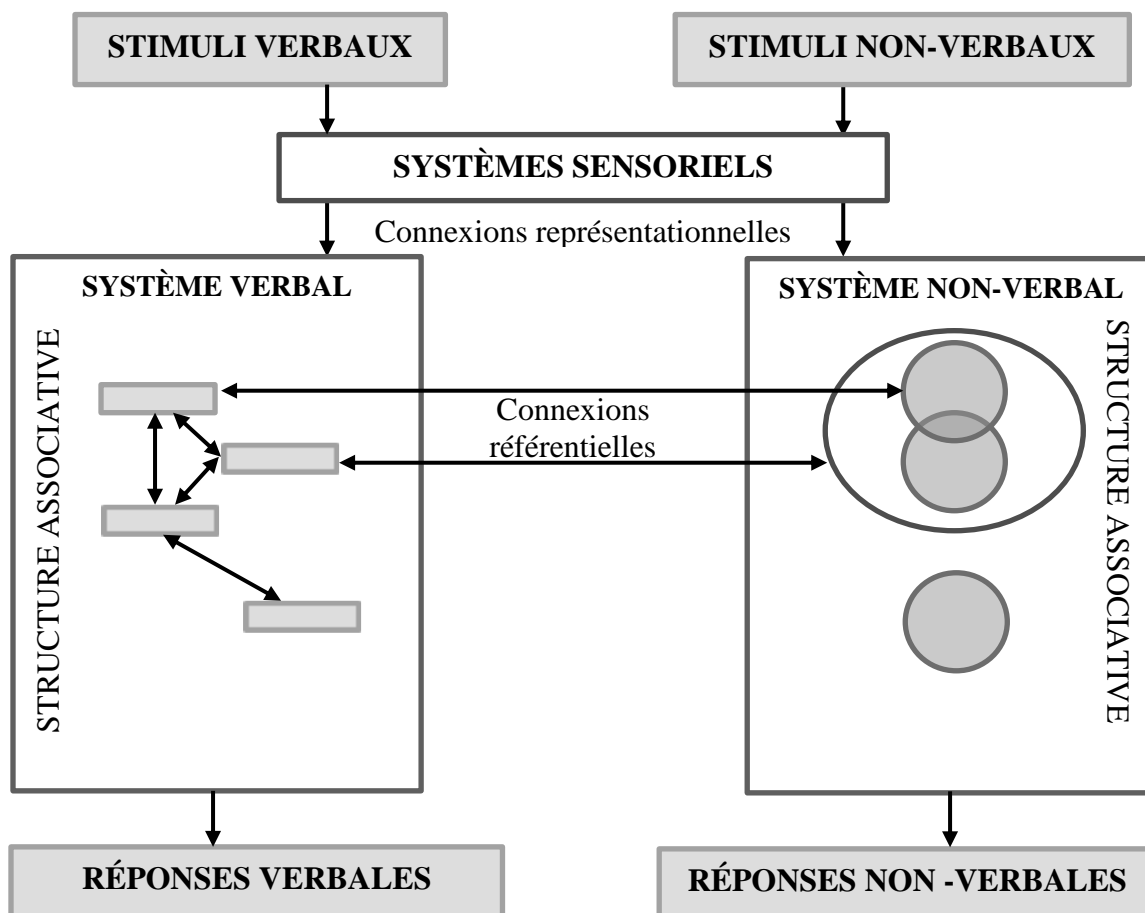 STIMULI VERBAUX
STIMULI NON-VERBAUX
SYSTÈMES SENSORIELS
Connexions représentationnelles
SYSTÈME VERBAL
SYSTÈME NON-VERBAL
STRUCTURE ASSOCIATIVE
Connexions
référentielles
STRUCTURE ASSOCIATIVE
RÉPONSES VERBALES
RÉPONSES NON -VERBALES